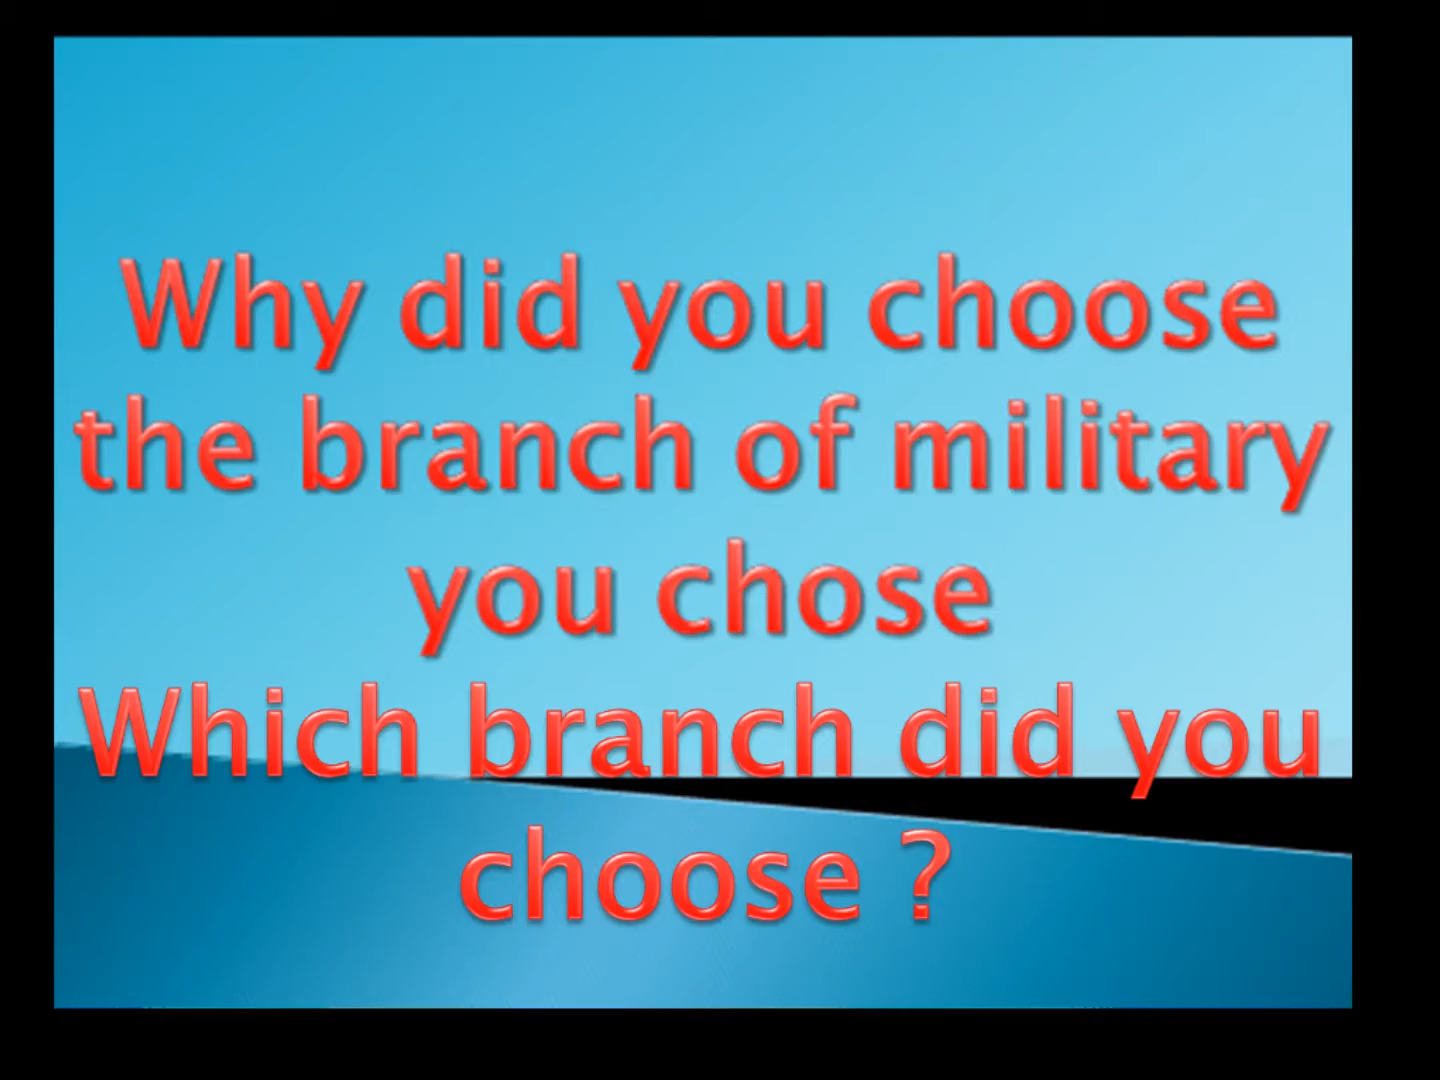 Why did you choose
the branch of military
you chose
Which branch did you
choose ?